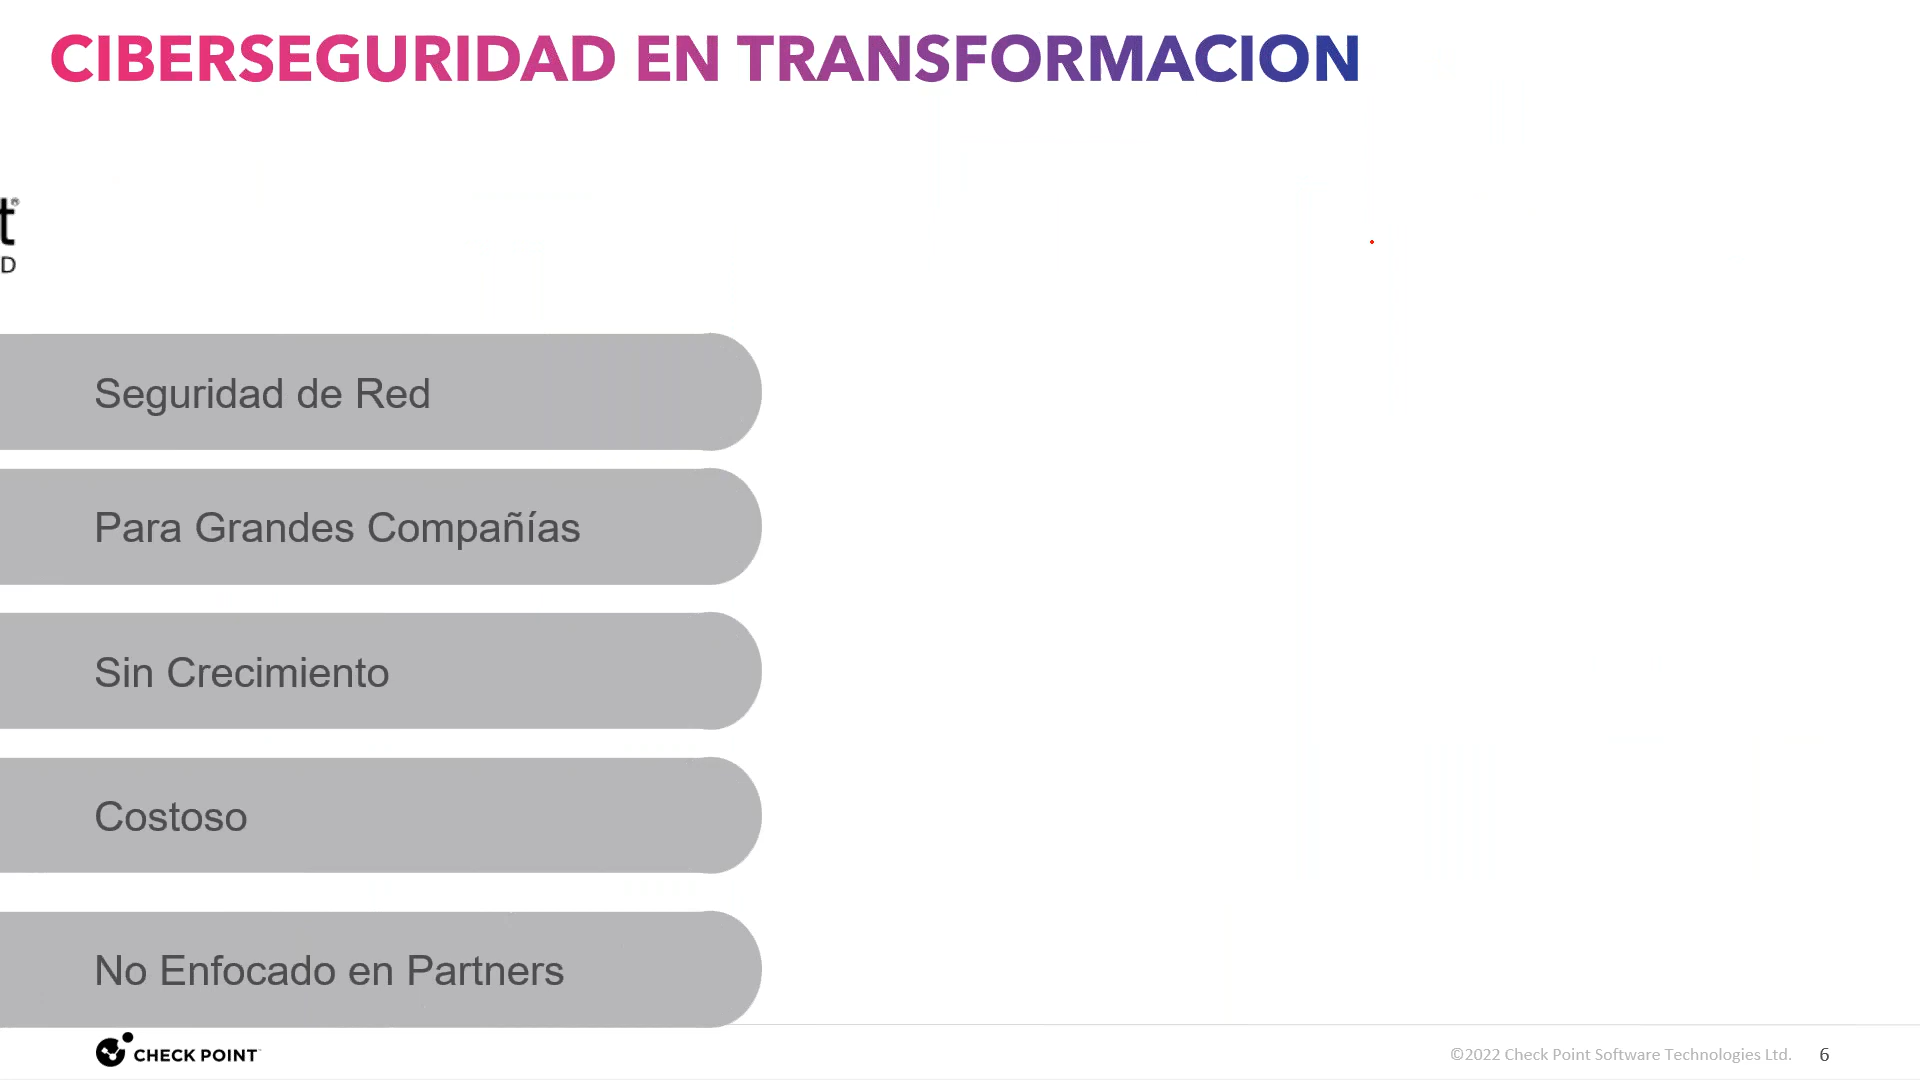 CIBERSEGURIDAD EN TRANSFORMACION
t®
D
Seguridad de Red
Para Grandes Compañías
Sin Crecimiento
Costoso
No Enfocado en Partners
CHECK POINT™
©2022 Check Point Software Technologies Ltd. 6